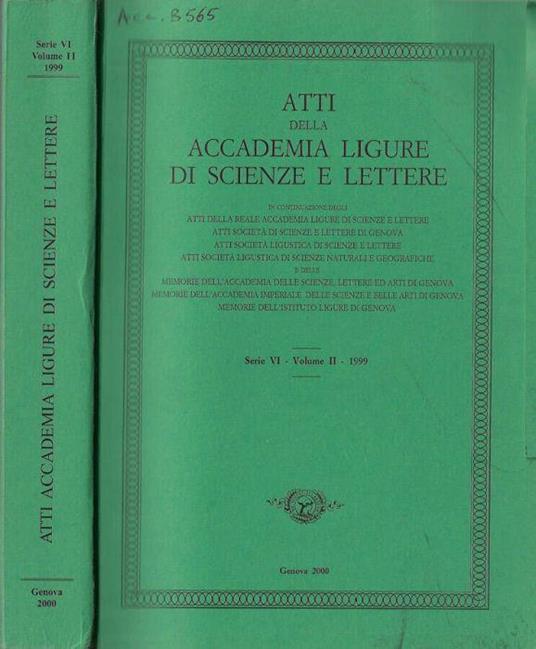 Acc. B565
Serie VI
Volume II
1999
ATTI ACCADEMIA LIGURE DI SCIENZE E LETTERE
Genova
2000
ATTI
DELLA
ACCADEMIA LIGURE
DI SCIENZE E LETTERE
IN CONTINUAZIONE DEGLI
ATTI DELLA REALE ACCADEMIA LIGURE DI SCIENZE E LETTERE
ATTI SOCIETÀ DI SCIENZE E LETTERE DI GENOVA
ATTI SOCIETÀ LIGUSTICA DI SCIENZE E LETTERE
ATTI SOCIETÀ LIGUSTICA DI SCIENZE NATURALI E GEOGRAFICHE
E DELLE
MEMORIE DELL'ACCADEMIA DELLE SCIENZE, LETTERE ED ARTI DI GENOVA
MEMORIE DELL'ACCADEMIA IMPERIALE DELLE SCIENZE E BELLE ARTI DI GENOVA
MEMORIE DELL'ISTITUTO LIGURE DI GENOVA
Serie VI - Volume II - 1999
Genova 2000